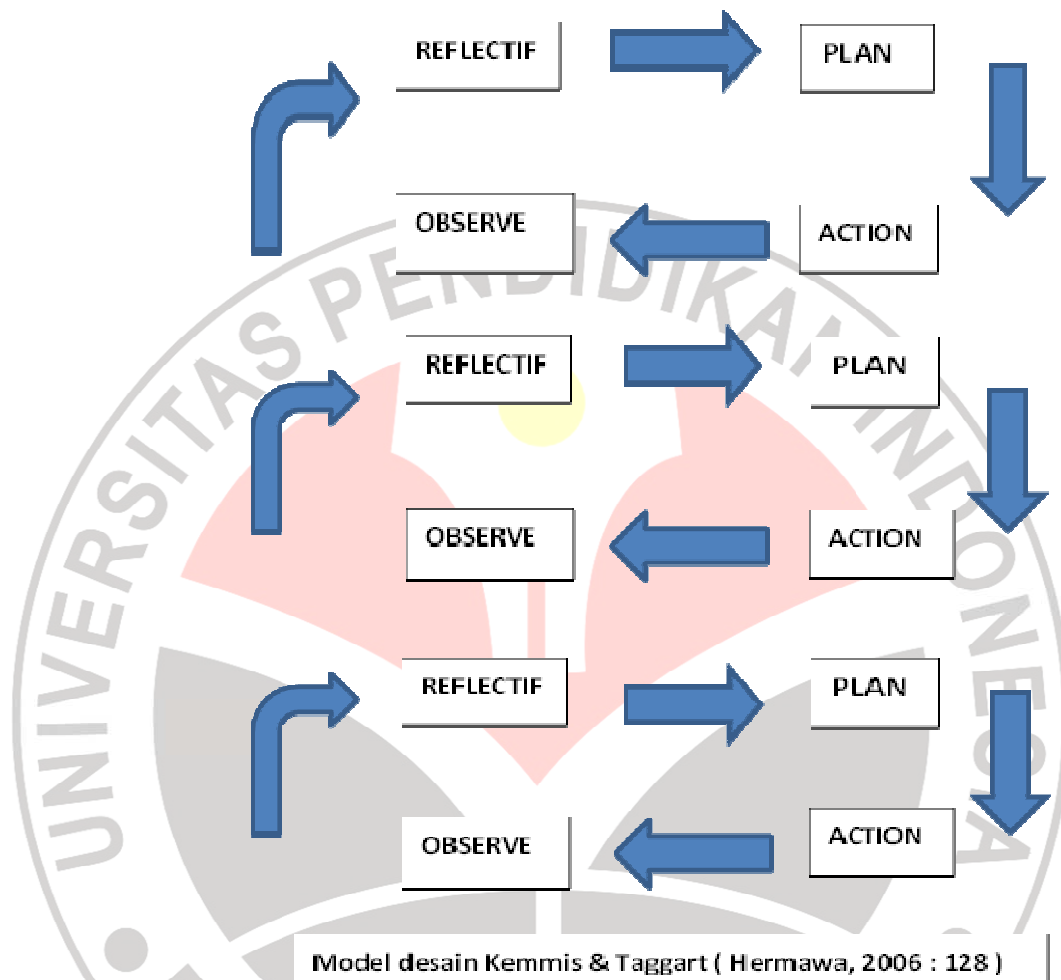 REFLECTIF
PLAN
OBSERVE
ACTION
REFLECTIF
PLAN
OBSERVE
ACTION
REFLECTIF
PLAN
OBSERVE
ACTION
Model desain Kemmis & Taggart ( Hermawa, 2006 : 128 )
UNIVERSITAS PENDIDIKAN INDONESIA